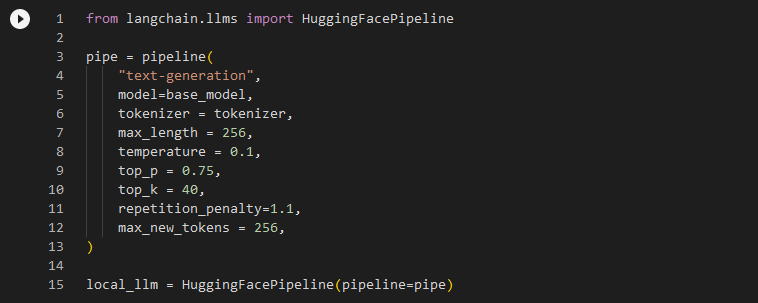 1 from langchain.llms import HuggingFacePipeline
2
3 pipe = pipeline(
4     "text-generation",
5     model=base_model,
6     tokenizer = tokenizer,
7     max_length = 256,
8     temperature = 0.1,
9     top_p = 0.75,
10     top_k = 40,
11     repetition_penalty=1.1,
12     max_new_tokens = 256,
13 )
14
15 local_llm = HuggingFacePipeline(pipeline=pipe)